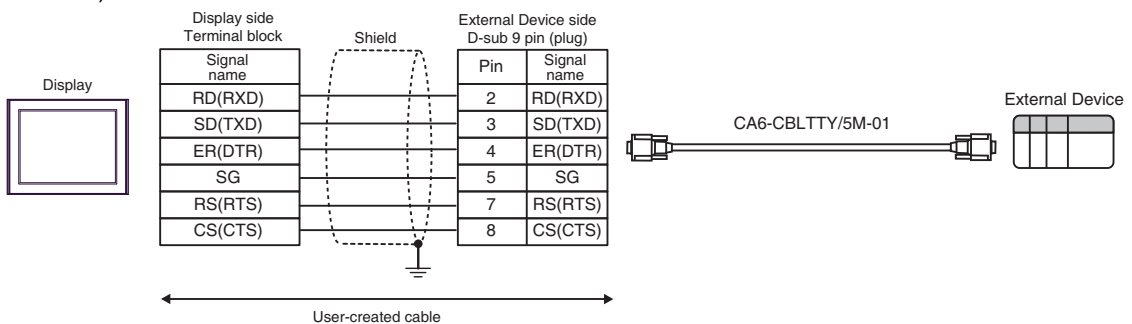 Display side
Terminal block
Shield
External Device side
D-sub 9 pin (plug)
Signal
name
Pin
Signal
name
Display
RD(RXD)
2
RD(RXD)
External Device
SD(TXD)
3
SD(TXD)
CA6-CBLTTY/5M-01
ER(DTR)
4
ER(DTR)
SG
5
SG
RS(RTS)
7
RS(RTS)
CS(CTS)
8
CS(CTS)
User-created cable